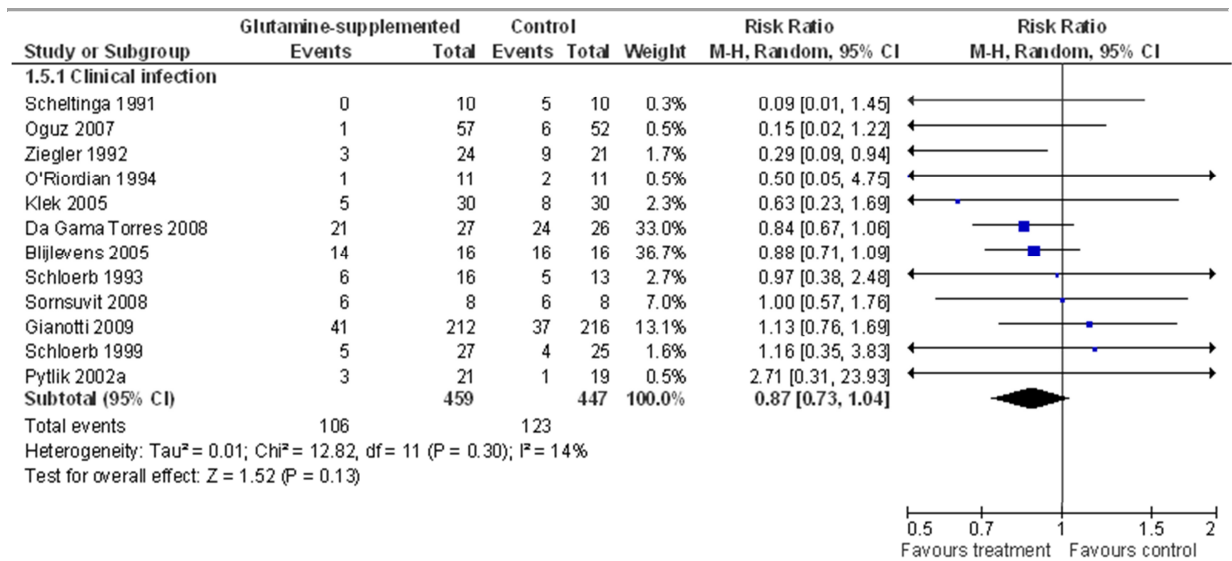 Glutamine-supplemented Control Risk Ratio Risk Ratio
Study or Subgroup Events Total Events Total Weight M-H, Random, 95% CI M-H, Random, 95% CI
1.5.1 Clinical infection
Scheltinga 1991 0 10 5 10 0.3% 0.09 [0.01, 1.45]
Oguz 2007 1 57 6 52 0.5% 0.15 [0.02, 1.22]
Ziegler 1992 3 24 9 21 1.7% 0.29 [0.09, 0.94]
O'Riordian 1994 1 11 2 11 0.5% 0.50 [0.05, 4.75]
Klek 2005 5 30 8 30 2.3% 0.63 [0.23, 1.69]
Da Gama Torres 2008 21 27 24 26 33.0% 0.84 [0.67, 1.06]
Blijlevens 2005 14 16 16 16 36.7% 0.88 [0.71, 1.09]
Schloerb 1993 6 16 5 13 2.7% 0.97 [0.38, 2.48]
Sornsuvit 2008 6 8 6 8 7.0% 1.00 [0.57, 1.76]
Gianotti 2009 41 212 37 216 13.1% 1.13 [0.76, 1.69]
Schloerb 1999 5 27 4 25 1.6% 1.16 [0.35, 3.83]
Pytlik 2002a 3 21 1 19 0.5% 2.71 [0.31, 23.93]
Subtotal (95% CI) 459 447 100.0% 0.87 [0.73, 1.04]
Total events 106 123
Heterogeneity: Tau² = 0.01; Chi² = 12.82, df = 11 (P = 0.30); I² = 14%
Test for overall effect: Z = 1.52 (P = 0.13)
0.5 0.7 1 1.5 2
Favours treatment Favours control